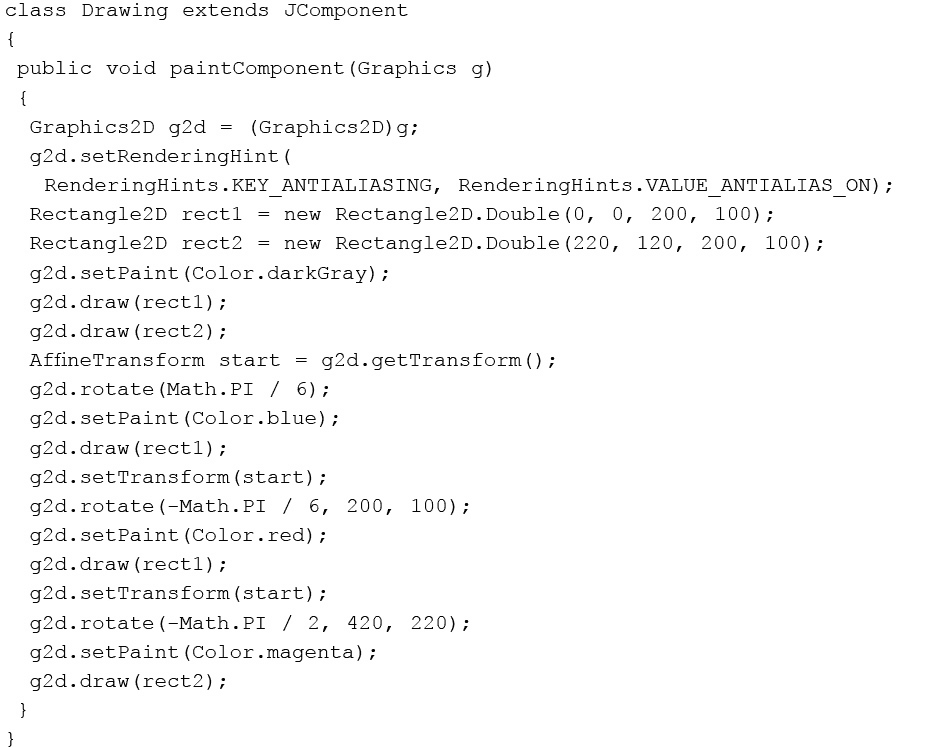 class Drawing extends JComponent
{
public void paintComponent(Graphics g)
{
Graphics2D g2d = (Graphics2D)g;
g2d.setRenderingHint(
RenderingHints.KEY_ANTIALIASING, RenderingHints.VALUE_ANTIALIAS_ON);
Rectangle2D rect1 = new Rectangle2D.Double(0, 0, 200, 100);
Rectangle2D rect2 = new Rectangle2D.Double(220, 120, 200, 100);
g2d.setPaint(Color.darkGray);
g2d.draw(rect1);
g2d.draw(rect2);
AffineTransform start = g2d.getTransform();
g2d.rotate(Math.PI / 6);
g2d.setPaint(Color.blue);
g2d.draw(rect1);
g2d.setTransform(start);
g2d.rotate(-Math.PI / 6, 200, 100);
g2d.setPaint(Color.red);
g2d.draw(rect1);
g2d.setTransform(start);
g2d.rotate(-Math.PI / 2, 420, 220);
g2d.setPaint(Color.magenta);
g2d.draw(rect2);
}
}